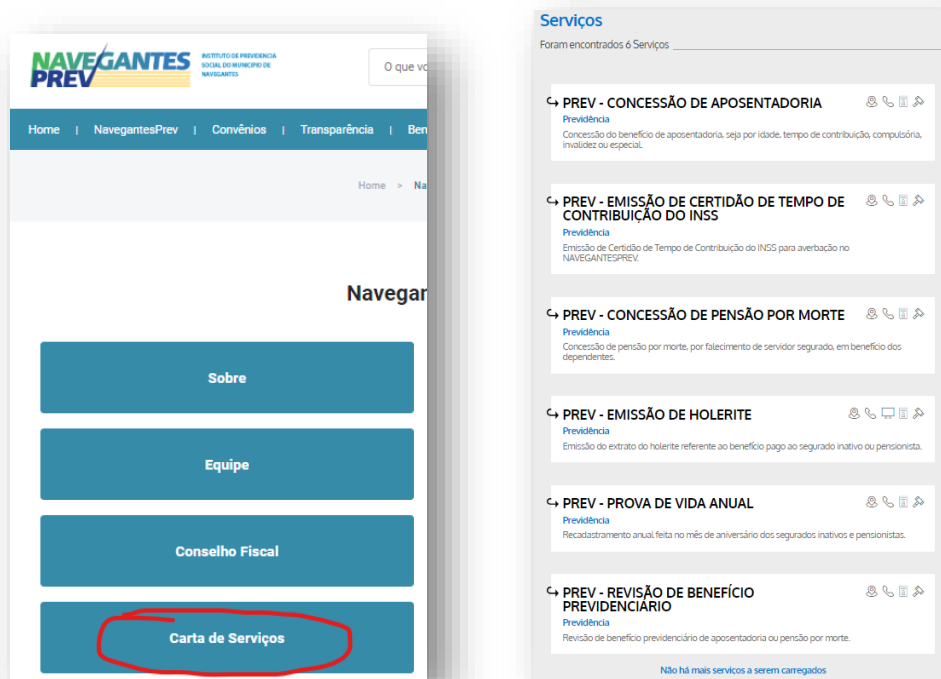 NAVEGANTES
PREV
INSTITUTO DE PREVIDENCIA
SOCIAL DO MUNICIPIO DE
NAVEGANTES
O que vo
Home | NavegantesPrev | Convênios | Transparência | Ben
Home > Na
Navegar
Sobre
Equipe
Conselho Fiscal
Carta de Serviços
Serviços
Foram encontrados 6 Serviços
PREV - CONCESSÃO DE APOSENTADORIA
Previdência
Concessão do benefício de aposentadoria, seja por idade, tempo de contribuição, compulsória,
invalidez ou especial.
PREV - EMISSÃO DE CERTIDÃO DE TEMPO DE
CONTRIBUIÇÃO DO INSS
Previdência
Emissão de Certidão de Tempo de Contribuição do INSS para averbação no
NAVEGANTESPREV.
PREV - CONCESSÃO DE PENSÃO POR MORTE
Previdência
Concessão de pensão por morte, por falecimento de servidor segurado, em benefício dos
dependentes.
PREV - EMISSÃO DE HOLERITE
Previdência
Emissão do extrato do holerite referente ao benefício pago ao segurado inativo ou pensionista.
PREV - PROVA DE VIDA ANUAL
Previdência
Recadastramento anual feita no mês de aniversário dos segurados inativos e pensionistas.
PREV - REVISÃO DE BENEFÍCIO
PREVIDENCIÁRIO
Previdência
Revisão de benefício previdenciário de aposentadoria ou pensão por morte.
Não há mais serviços a serem carregados